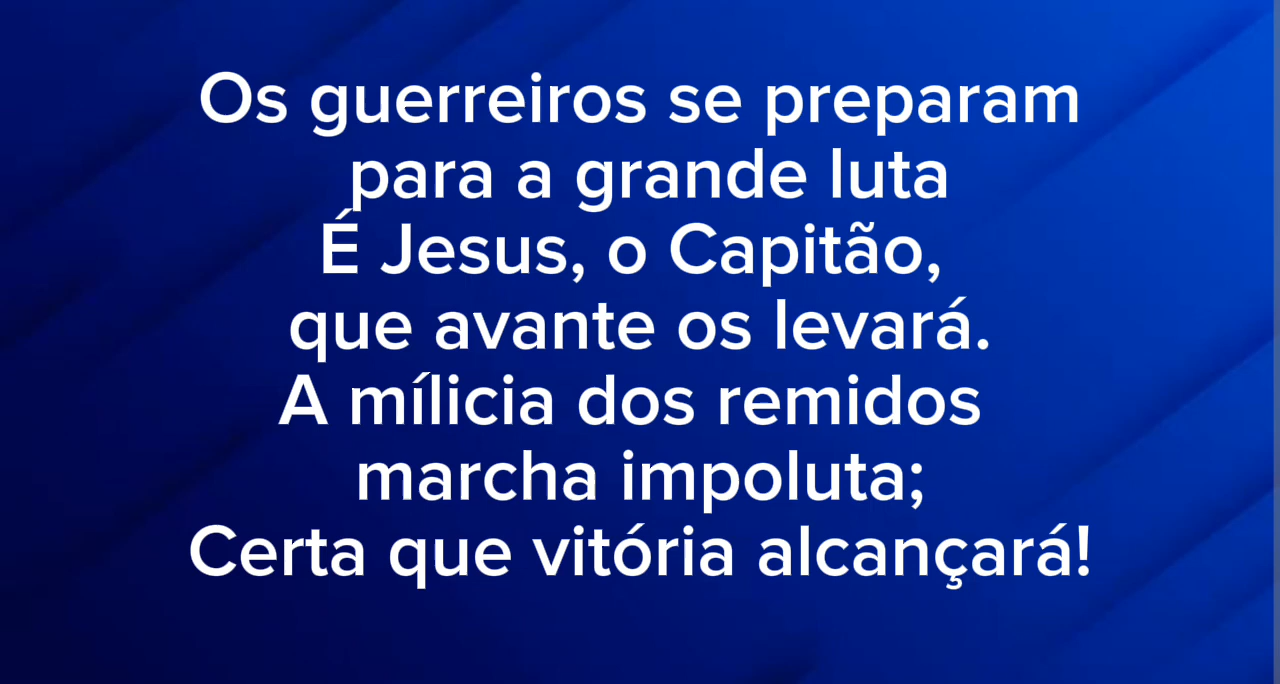 Os guerreiros se preparam
para a grande luta
É Jesus, o Capitão,
que avante os levará.
A mílicia dos remidos
marcha impoluta;
Certa que vitória alcançará!